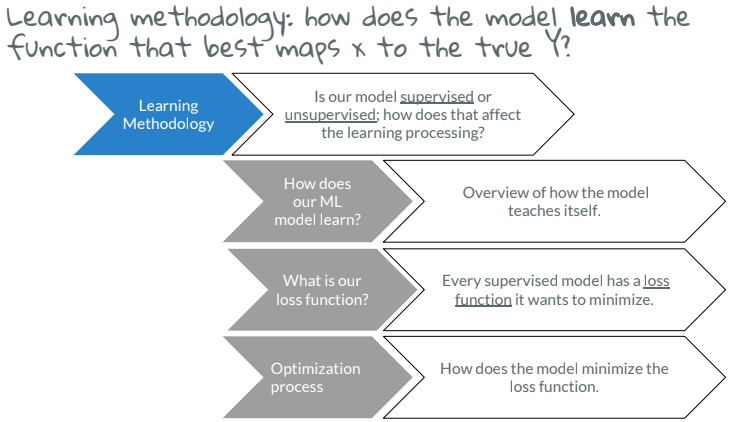 Learning methodology: how does the model learn the
function that best maps x to the true Y?
Learning
Methodology
Is our model supervised or
unsupervised; how does that affect
the learning processing?
How does
our ML
model learn?
Overview of how the model
teaches itself.
What is our
loss function?
Every supervised model has a loss
function it wants to minimize.
Optimization
process
How does the model minimize the
loss function.